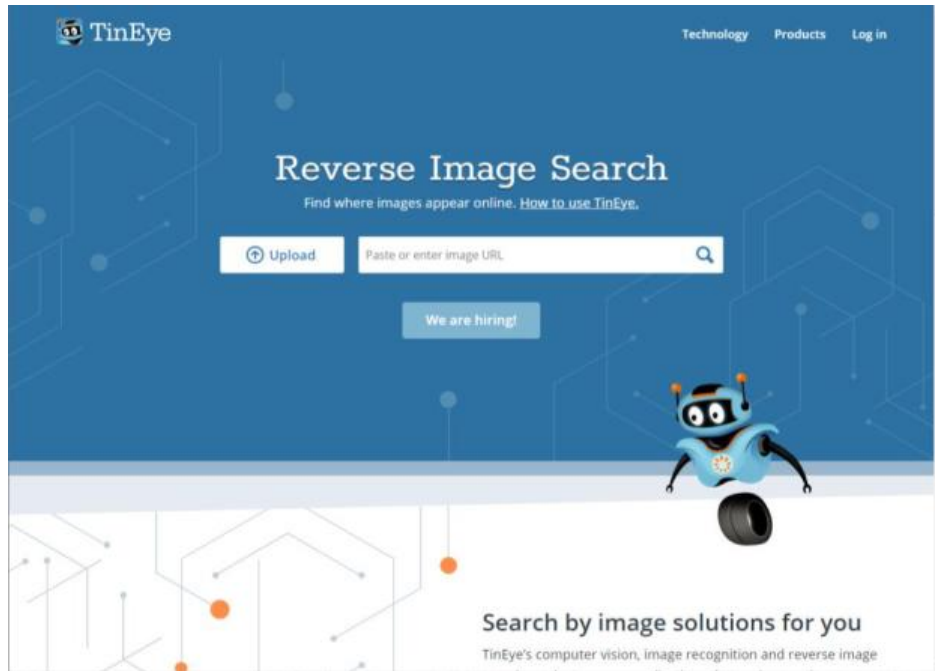 TinEye
Technology Products Log in
Reverse Image Search
Find where images appear online. How to use TinEye.
Upload
Paste or enter image URL
We are hiring!
Search by image solutions for you
TinEye's computer vision, image recognition and reverse image